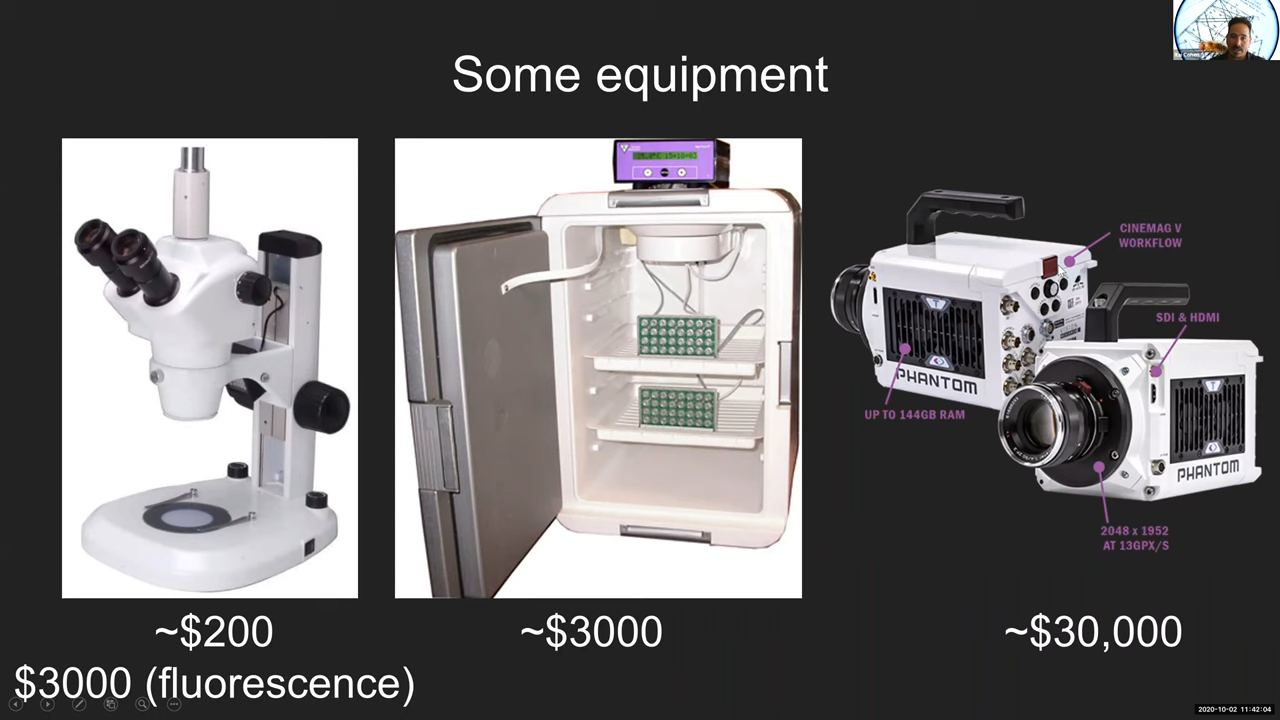 Some equipment
CINEMAG V
WORKFLOW
SDI & HDMI
PHANTOM
UP TO 144GB RAM
PHANTOM
2048 x 1952
AT 13GPX/S
~$200
~$3000
~$30,000
$3000 (fluorescence)
2020-10-02 11:42:04